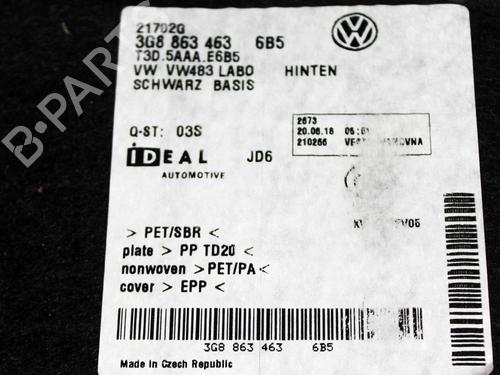 21702G
3G8 863 463 6B5
T3D.5AAA.E6B5
VW VW483 LABO HINTEN
SCHWARZ BASIS
Q-ST: 03S
2673
20.06.18
210266
IDEAL JD6
AUTOMOTIVE
> PET/SBR <
plate > PP TD20 <
nonwoven > PET/PA <
cover > EPP <
3G8 863 463 6B5
Made in Czech Republic
B-PARTS